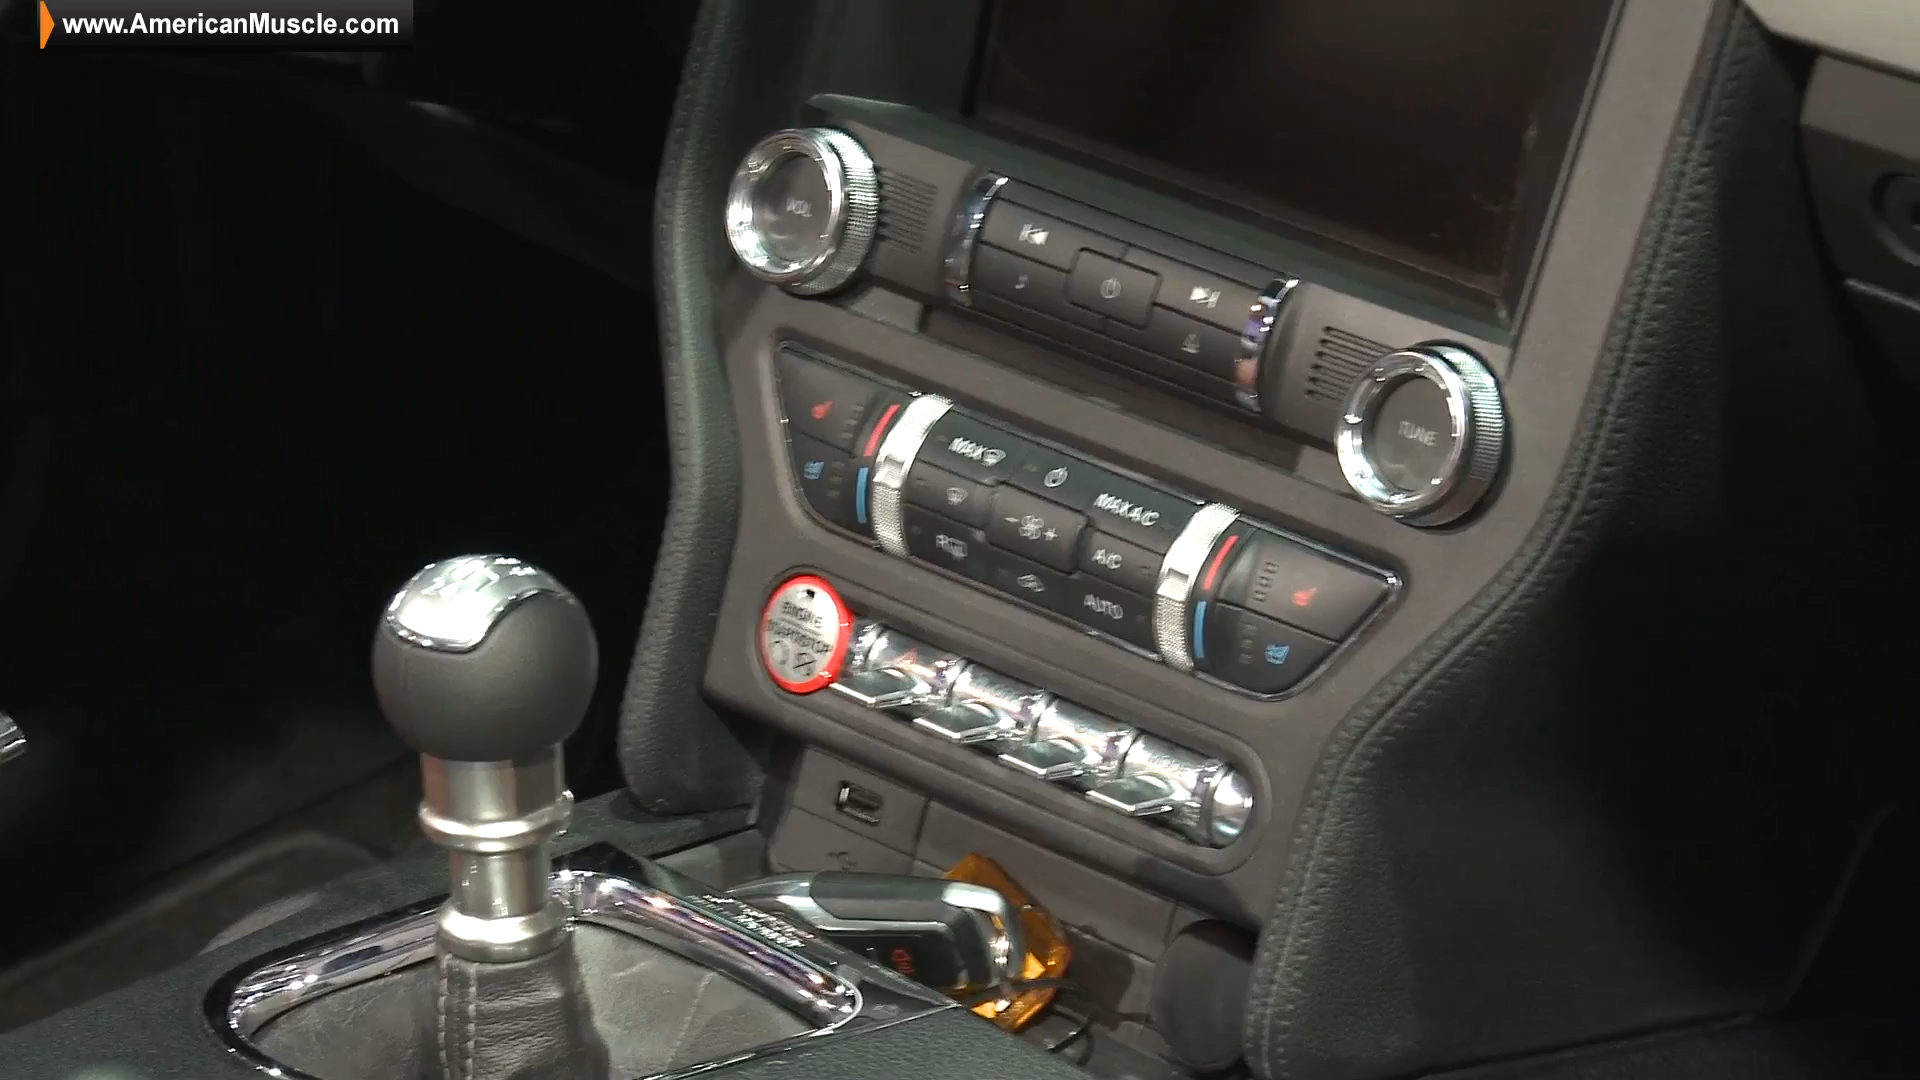 www.AmericanMuscle.com
VOL
TUNE
MAX
MAX A/C
A/C
R
AUTO
ENGINE
START/STOP